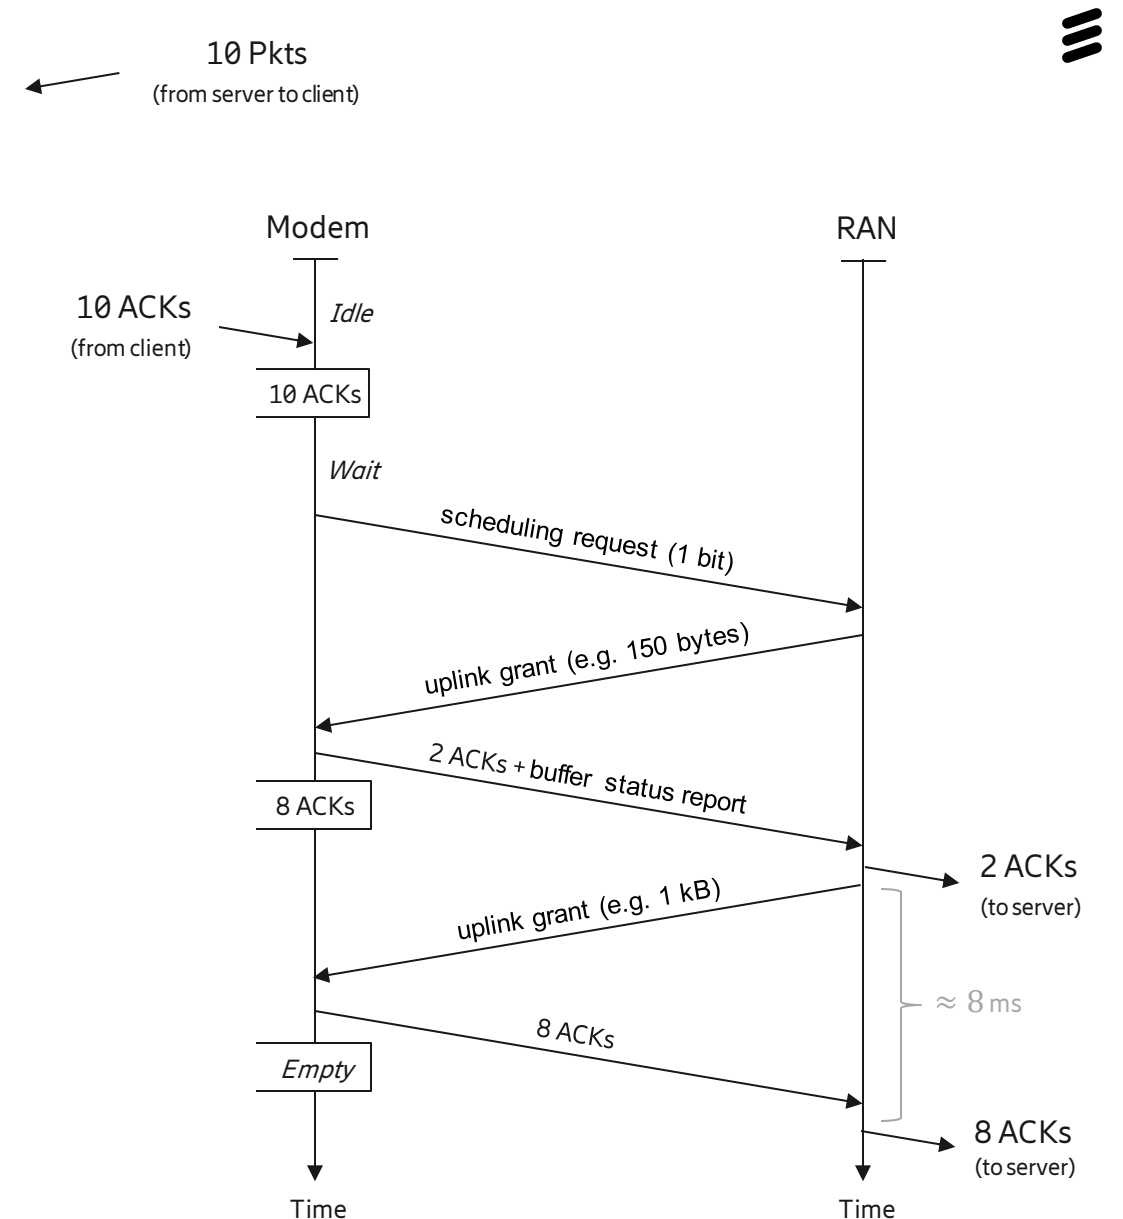 10 Pkts
(from server to client)
Modem
RAN
10 ACKs
(from client)
Idle
10 ACKs
Wait
scheduling request (1 bit)
uplink grant (e.g. 150 bytes)
2 ACKs + buffer status report
8 ACKs
2 ACKs
(to server)
uplink grant (e.g. 1 kB)
≈ 8 ms
8 ACKs
Empty
8 ACKs
(to server)
Time
Time